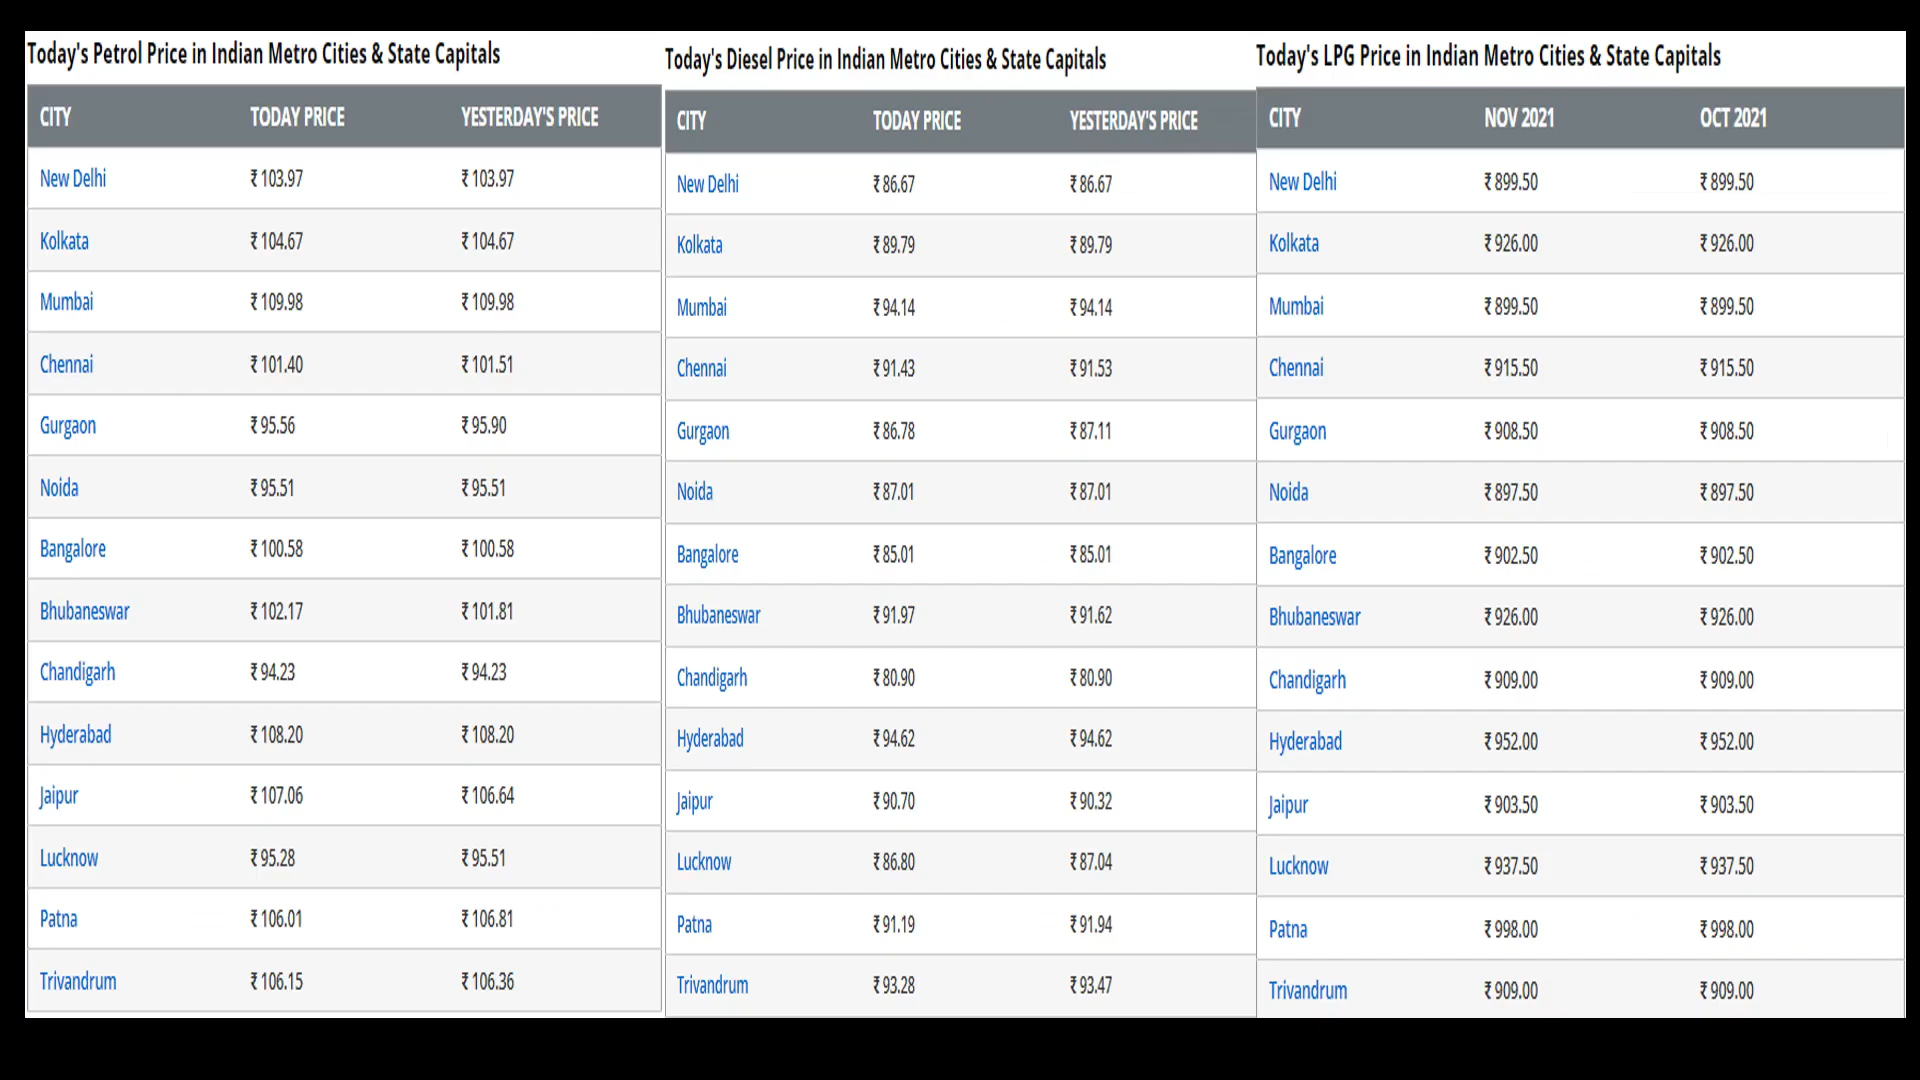 Today's Petrol Price in Indian Metro Cities & State Capitals
CITY TODAY PRICE YESTERDAY'S PRICE
New Delhi ₹ 103.97 ₹ 103.97
Kolkata ₹ 104.67 ₹ 104.67
Mumbai ₹ 109.98 ₹ 109.98
Chennai ₹ 101.40 ₹ 101.51
Gurgaon ₹ 95.56 ₹ 95.90
Noida ₹ 95.51 ₹ 95.51
Bangalore ₹ 100.58 ₹ 100.58
Bhubaneswar ₹ 102.17 ₹ 101.81
Chandigarh ₹ 94.23 ₹ 94.23
Hyderabad ₹ 108.20 ₹ 108.20
Jaipur ₹ 107.06 ₹ 106.64
Lucknow ₹ 95.28 ₹ 95.51
Patna ₹ 106.01 ₹ 106.81
Trivandrum ₹ 106.15 ₹ 106.36
Today's Diesel Price in Indian Metro Cities & State Capitals
CITY TODAY PRICE YESTERDAY'S PRICE
New Delhi ₹ 86.67 ₹ 86.67
Kolkata ₹ 89.79 ₹ 89.79
Mumbai ₹ 94.14 ₹ 94.14
Chennai ₹ 91.43 ₹ 91.53
Gurgaon ₹ 86.78 ₹ 87.11
Noida ₹ 87.01 ₹ 87.01
Bangalore ₹ 85.01 ₹ 85.01
Bhubaneswar ₹ 91.97 ₹ 91.62
Chandigarh ₹ 80.90 ₹ 80.90
Hyderabad ₹ 94.62 ₹ 94.62
Jaipur ₹ 90.70 ₹ 90.32
Lucknow ₹ 86.80 ₹ 87.04
Patna ₹ 91.19 ₹ 91.94
Trivandrum ₹ 93.28 ₹ 93.47
Today's LPG Price in Indian Metro Cities & State Capitals
CITY NOV 2021 OCT 2021
New Delhi ₹ 899.50 ₹ 899.50
Kolkata ₹ 926.00 ₹ 926.00
Mumbai ₹ 899.50 ₹ 899.50
Chennai ₹ 915.50 ₹ 915.50
Gurgaon ₹ 908.50 ₹ 908.50
Noida ₹ 897.50 ₹ 897.50
Bangalore ₹ 902.50 ₹ 902.50
Bhubaneswar ₹ 926.00 ₹ 926.00
Chandigarh ₹ 909.00 ₹ 909.00
Hyderabad ₹ 952.00 ₹ 952.00
Jaipur ₹ 903.50 ₹ 903.50
Lucknow ₹ 937.50 ₹ 937.50
Patna ₹ 998.00 ₹ 998.00
Trivandrum ₹ 909.00 ₹ 909.00